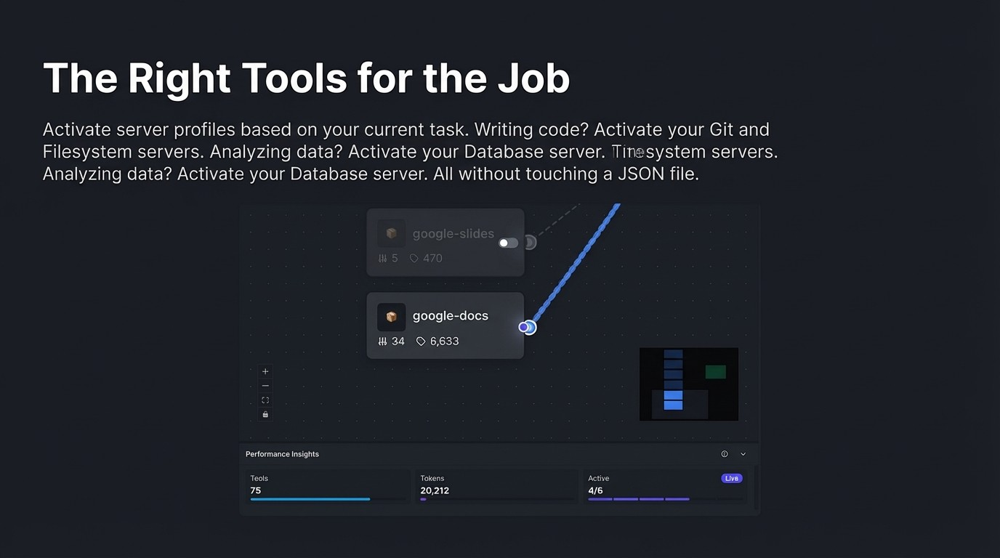 The Right Tools for the Job
Activate server profiles based on your current task. Writing code? Activate your Git and
Filesystem servers. Analyzing data? Activate your Database server. system servers.
Analyzing data? Activate your Database server. All without touching a JSON file.
google-slides
5 470
google-docs
34 6,633
Performance Insights
Teols Tokens Active Live
75 20,212 4/6